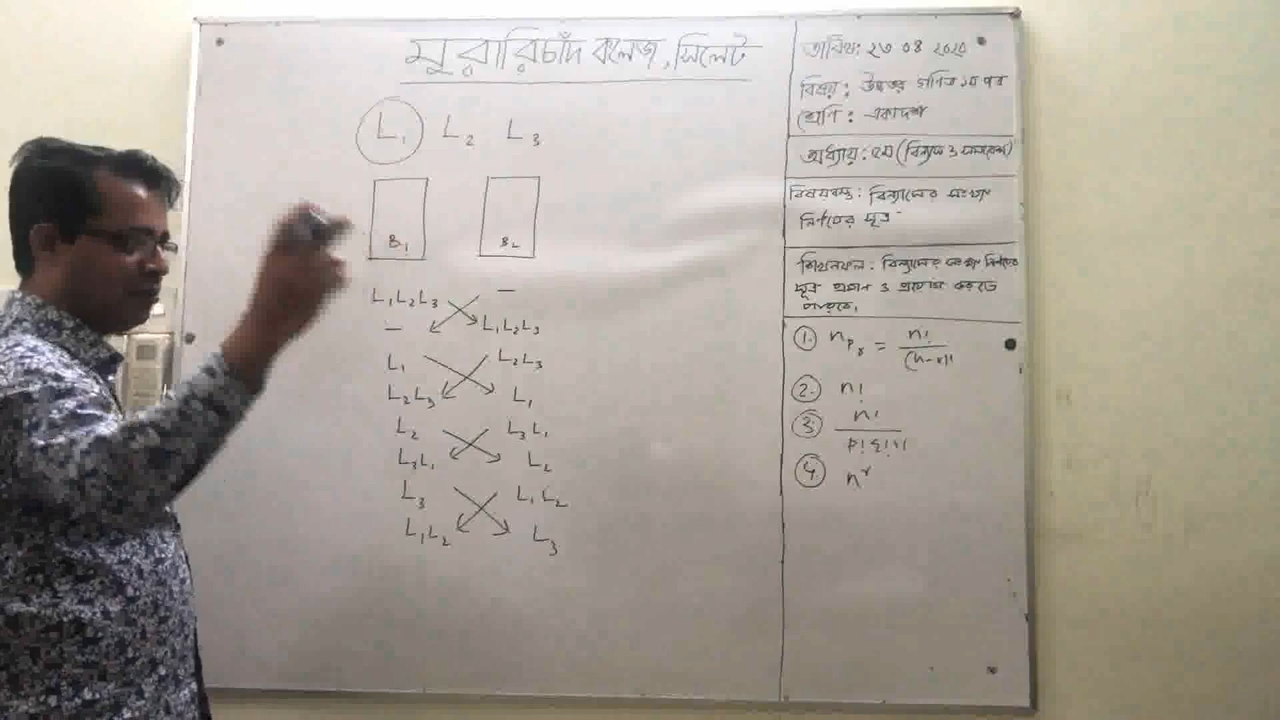 মুরারিচাঁদ কলেজ, সিলেট
L₁ L₂ L₃
B₁ B₂
L₁L₂L₃ —
— L₁L₂L₃
L₁ L₂L₃
L₂L₃ L₁
L₂ L₃L₁
L₃L₁ L₂
L₃ L₁L₂
L₁L₂ L₃
তারিখ: ২৩ ০৪ ২০২০
বিষয়: উচ্চতর গণিত ১ম পত্র
শ্রেণি: একাদশ
অধ্যায়: ৫ম (বিন্যাস ও সমাবেশ)
বিষয়বস্তু: বিন্যাসের সংখ্যা
নির্ণয়ের সূত্র
শিখনফল: বিন্যাসের সংখ্যা নির্ণয়ের
সূত্র প্রমাণ ও প্রয়োগ করতে
পারবে।
① ⁿPᵣ = n!/(n-r)!
② n!
③ n!/p!q!r!
④ nʳ